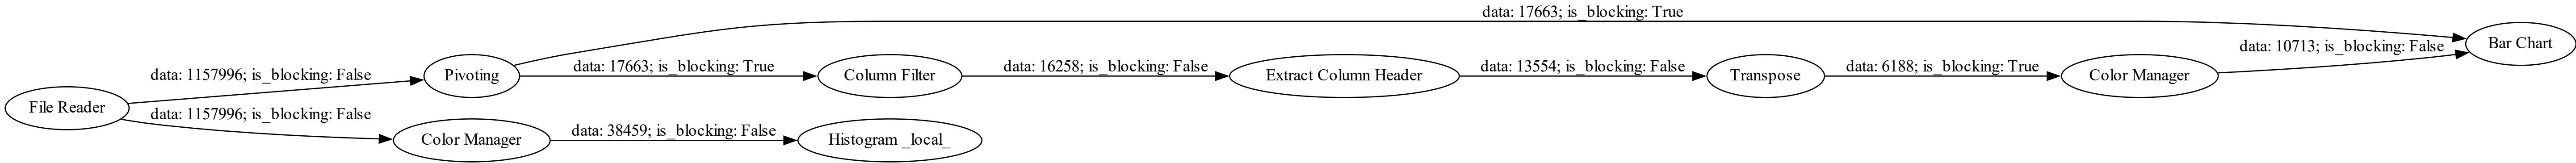 data: 17663; is_blocking: True
Bar Chart
data: 10713; is_blocking: False
data: 1157996; is_blocking: False
Pivoting
data: 17663; is_blocking: True
Column Filter
data: 16258; is_blocking: False
Extract Column Header
data: 13554; is_blocking: False
Transpose
data: 6188; is_blocking: True
Color Manager
File Reader
data: 1157996; is_blocking: False
Color Manager
data: 38459; is_blocking: False
Histogram _local_